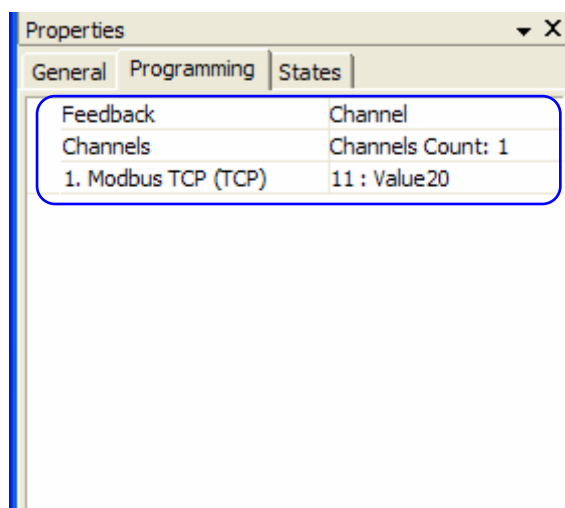 Properties
General Programming States
Feedback Channel
Channels Channels Count: 1
1. Modbus TCP (TCP) 11 : Value20